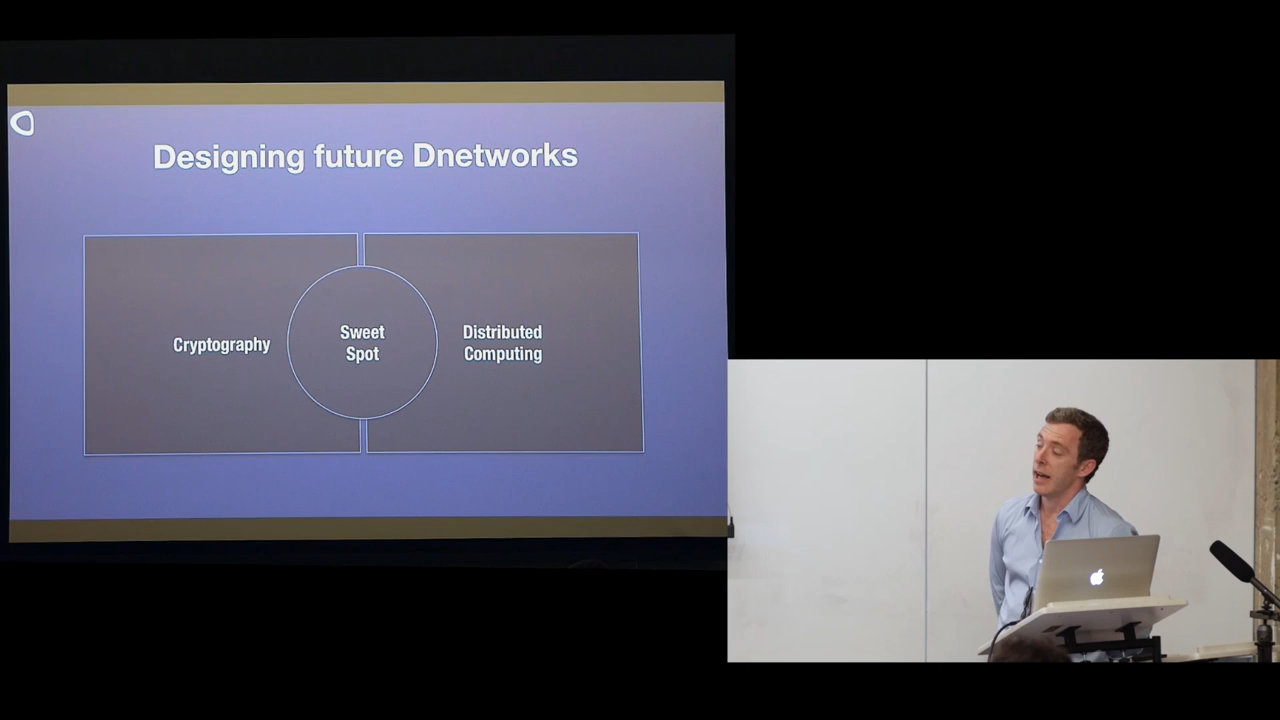 Designing future Dnetworks
Cryptography
Sweet
Spot
Distributed
Computing